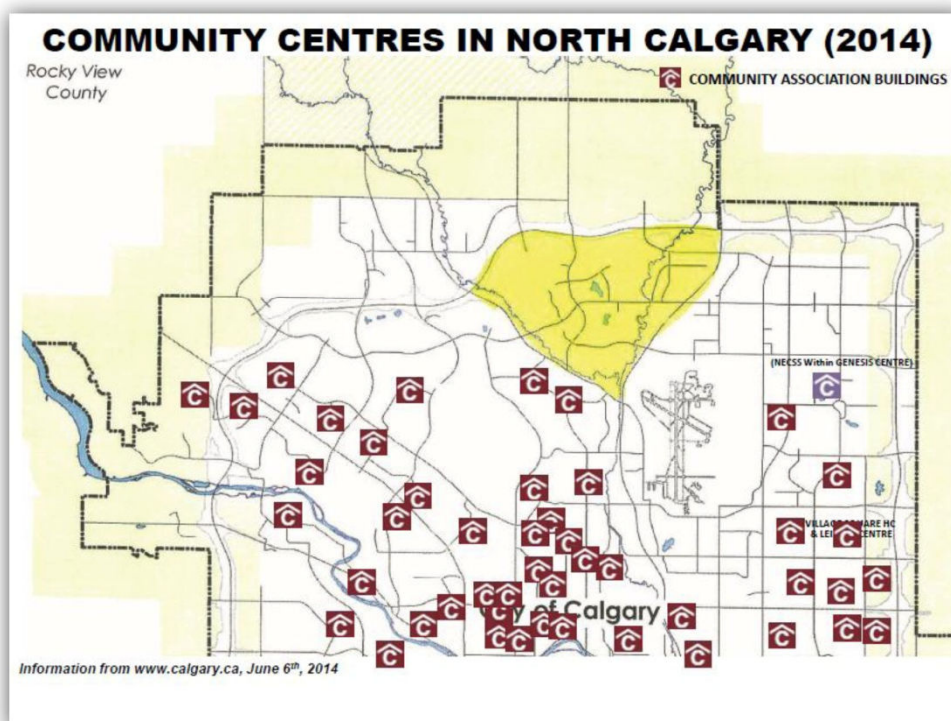 COMMUNITY CENTRES IN NORTH CALGARY (2014)
Rocky View
County
C COMMUNITY ASSOCIATION BUILDINGS
(NECSS Within GENESIS CENTRE)
& LEI CENTRE
of Calgary
Information from www.calgary.ca, June 6th, 2014